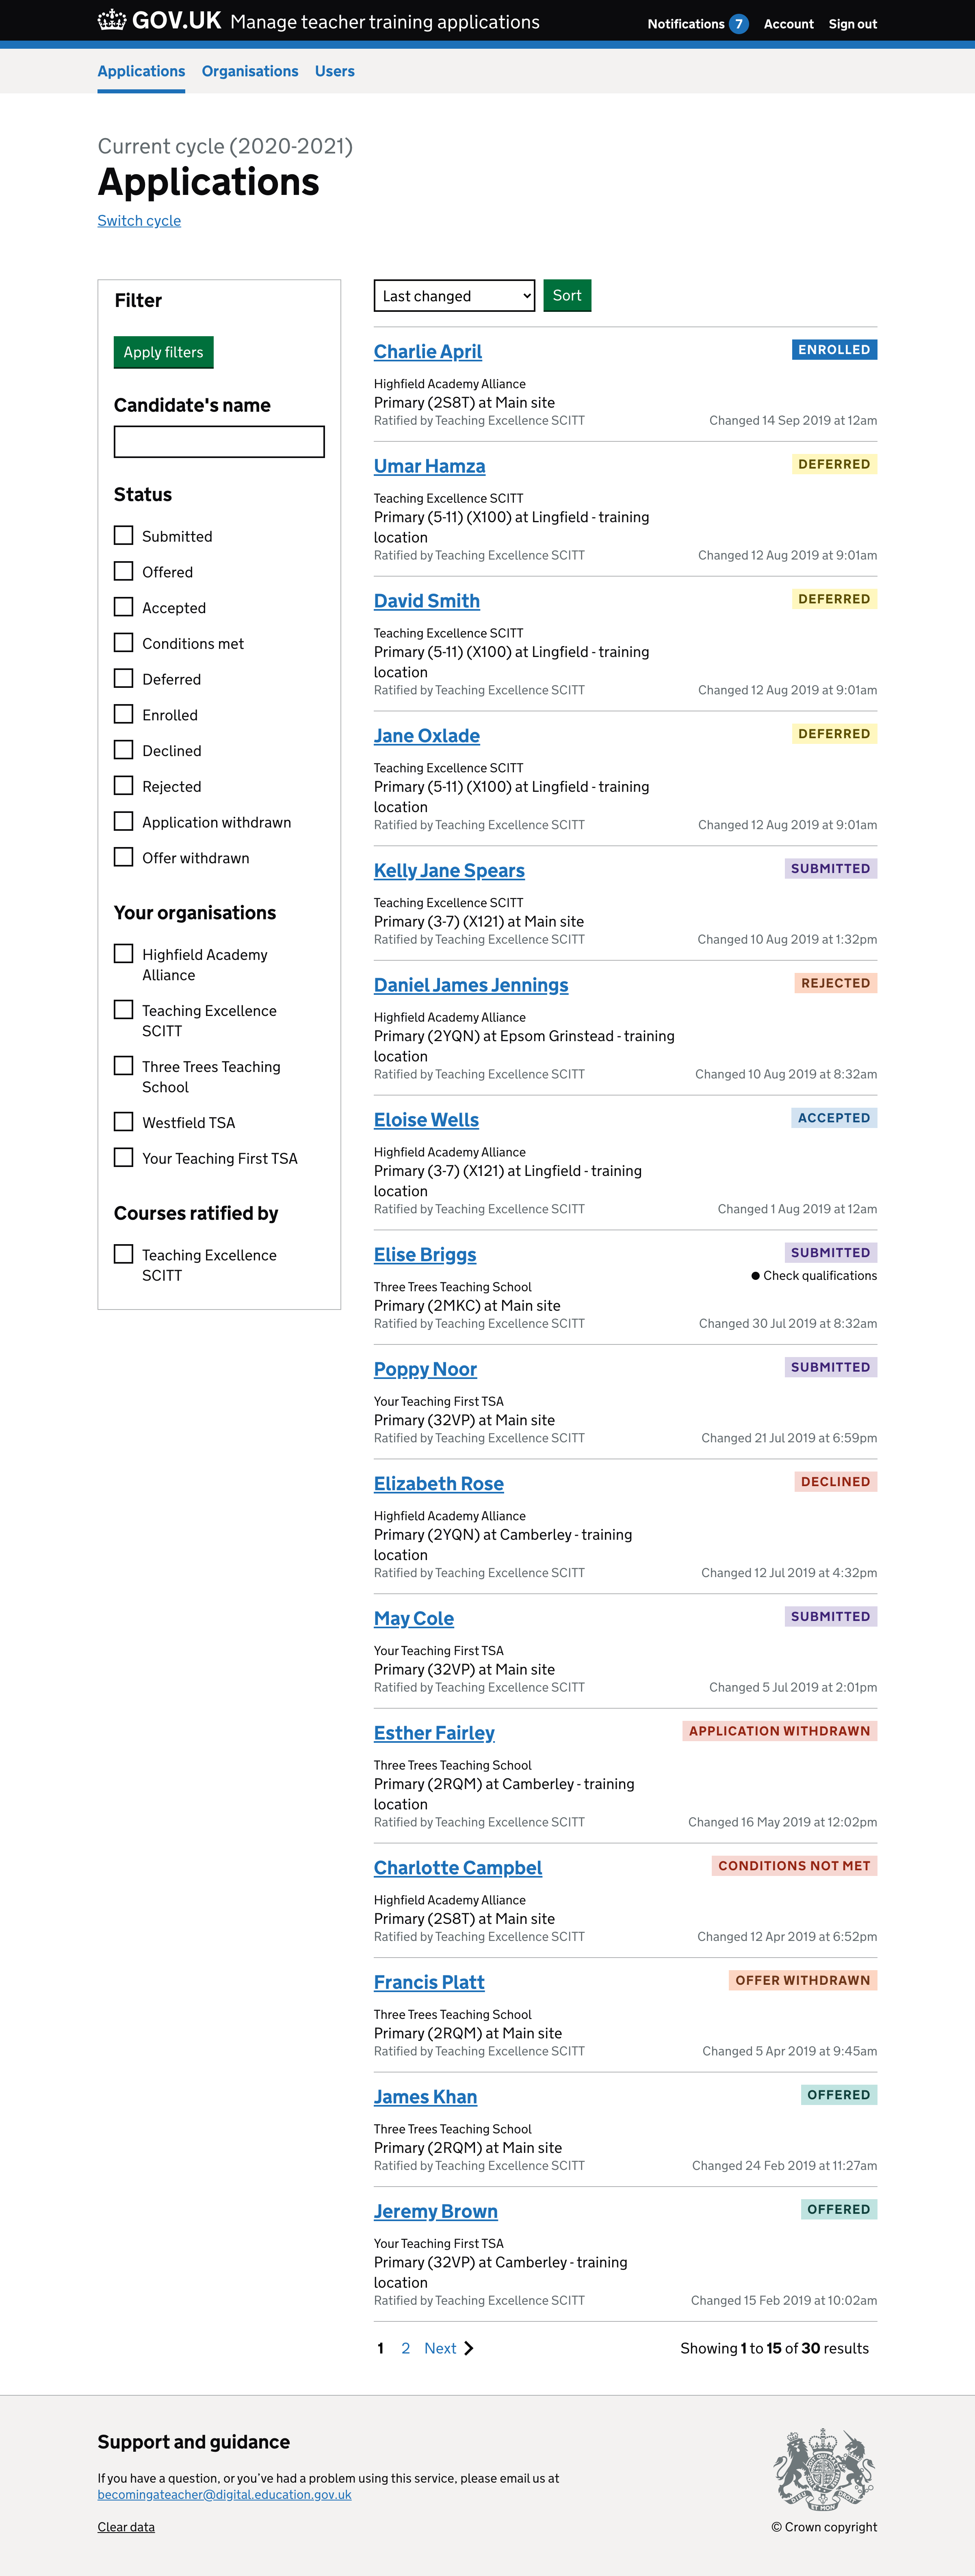 GOV.UK Manage teacher training applications
Notifications 7 Account Sign out
Applications Organisations Users
Current cycle (2020-2021)
Applications
Switch cycle
Filter
Apply filters
Candidate's name
Status
Submitted
Offered
Accepted
Conditions met
Deferred
Enrolled
Declined
Rejected
Application withdrawn
Offer withdrawn
Your organisations
Highfield Academy
Alliance
Teaching Excellence
SCITT
Three Trees Teaching
School
Westfield TSA
Your Teaching First TSA
Courses ratified by
Teaching Excellence
SCITT
Last changed Sort
Charlie April ENROLLED
Highfield Academy Alliance
Primary (2S8T) at Main site
Ratified by Teaching Excellence SCITT Changed 14 Sep 2019 at 12am
Umar Hamza DEFERRED
Teaching Excellence SCITT
Primary (5-11) (X100) at Lingfield - training
location
Ratified by Teaching Excellence SCITT Changed 12 Aug 2019 at 9:01am
David Smith DEFERRED
Teaching Excellence SCITT
Primary (5-11) (X100) at Lingfield - training
location
Ratified by Teaching Excellence SCITT Changed 12 Aug 2019 at 9:01am
Jane Oxlade DEFERRED
Teaching Excellence SCITT
Primary (5-11) (X100) at Lingfield - training
location
Ratified by Teaching Excellence SCITT Changed 12 Aug 2019 at 9:01am
Kelly Jane Spears SUBMITTED
Teaching Excellence SCITT
Primary (3-7) (X121) at Main site
Ratified by Teaching Excellence SCITT Changed 10 Aug 2019 at 1:32pm
Daniel James Jennings REJECTED
Highfield Academy Alliance
Primary (2YQN) at Epsom Grinstead - training
location
Ratified by Teaching Excellence SCITT Changed 10 Aug 2019 at 8:32am
Eloise Wells ACCEPTED
Highfield Academy Alliance
Primary (3-7) (X121) at Lingfield - training
location
Ratified by Teaching Excellence SCITT Changed 1 Aug 2019 at 12am
Elise Briggs SUBMITTED
● Check qualifications
Three Trees Teaching School
Primary (2MKC) at Main site
Ratified by Teaching Excellence SCITT Changed 30 Jul 2019 at 8:32am
Poppy Noor SUBMITTED
Your Teaching First TSA
Primary (32VP) at Main site
Ratified by Teaching Excellence SCITT Changed 21 Jul 2019 at 6:59pm
Elizabeth Rose DECLINED
Highfield Academy Alliance
Primary (2YQN) at Camberley - training
location
Ratified by Teaching Excellence SCITT Changed 12 Jul 2019 at 4:32pm
May Cole SUBMITTED
Your Teaching First TSA
Primary (32VP) at Main site
Ratified by Teaching Excellence SCITT Changed 5 Jul 2019 at 2:01pm
Esther Fairley APPLICATION WITHDRAWN
Three Trees Teaching School
Primary (2RQM) at Camberley - training
location
Ratified by Teaching Excellence SCITT Changed 16 May 2019 at 12:02pm
Charlotte Campbel CONDITIONS NOT MET
Highfield Academy Alliance
Primary (2S8T) at Main site
Ratified by Teaching Excellence SCITT Changed 12 Apr 2019 at 6:52pm
Francis Platt OFFER WITHDRAWN
Three Trees Teaching School
Primary (2RQM) at Main site
Ratified by Teaching Excellence SCITT Changed 5 Apr 2019 at 9:45am
James Khan OFFERED
Three Trees Teaching School
Primary (2RQM) at Main site
Ratified by Teaching Excellence SCITT Changed 24 Feb 2019 at 11:27am
Jeremy Brown OFFERED
Your Teaching First TSA
Primary (32VP) at Camberley - training
location
Ratified by Teaching Excellence SCITT Changed 15 Feb 2019 at 10:02am
1 2 Next Showing 1 to 15 of 30 results
Support and guidance
If you have a question, or you've had a problem using this service, please email us at
becomingateacher@digital.education.gov.uk
Clear data
© Crown copyright